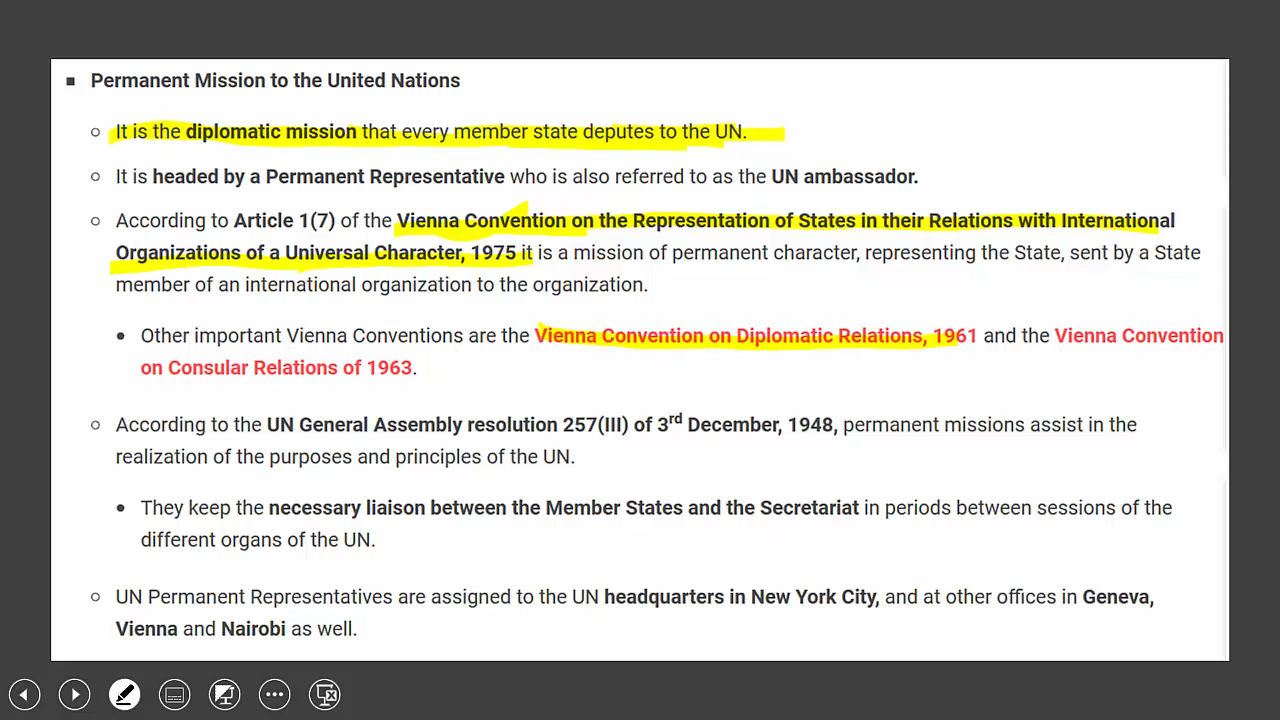 Permanent Mission to the United Nations
It is the diplomatic mission that every member state deputes to the UN.
It is headed by a Permanent Representative who is also referred to as the UN ambassador.
According to Article 1(7) of the Vienna Convention on the Representation of States in their Relations with International
Organizations of a Universal Character, 1975 it is a mission of permanent character, representing the State, sent by a State
member of an international organization to the organization.
Other important Vienna Conventions are the Vienna Convention on Diplomatic Relations, 1961 and the Vienna Convention
on Consular Relations of 1963.
According to the UN General Assembly resolution 257(III) of 3rd December, 1948, permanent missions assist in the
realization of the purposes and principles of the UN.
They keep the necessary liaison between the Member States and the Secretariat in periods between sessions of the
different organs of the UN.
UN Permanent Representatives are assigned to the UN headquarters in New York City, and at other offices in Geneva,
Vienna and Nairobi as well.